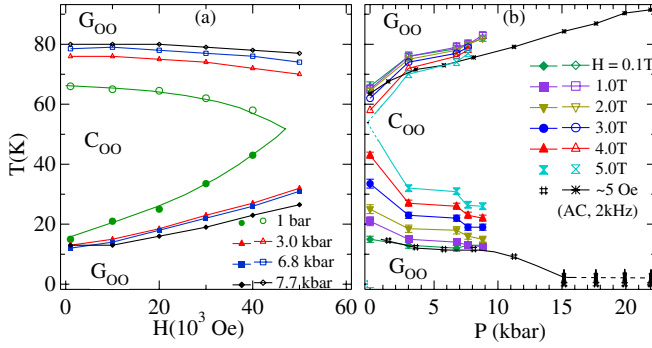 G_OO (a)
80
60
C_OO
T(K)
40
20
0
G_OO
1 bar
3.0 kbar
6.8 kbar
7.7 kbar
0 10 20 30 40 50 60
H(10³ Oe)
G_OO (b)
C_OO
G_OO
H = 0.1T
1.0T
2.0T
3.0T
4.0T
5.0T
~5 Oe
(AC, 2kHz)
0 5 10 15 20
P (kbar)